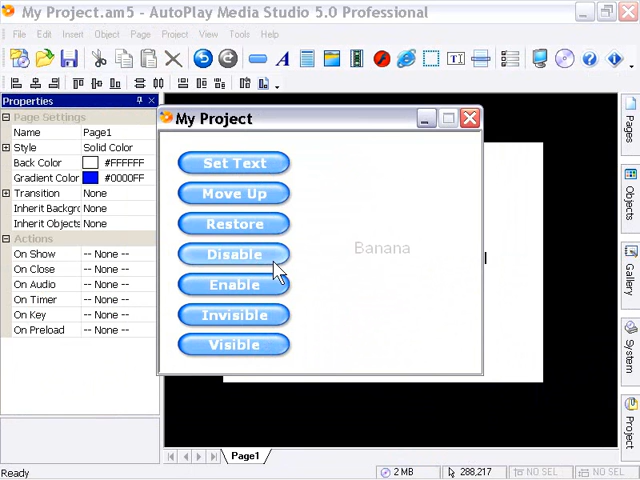 My Project.am5 - AutoPlay Media Studio 5.0 Professional
File Edit Insert Object Page Project Tools View Help
Properties
Page Settings
Name Page1
Style Solid Color
Back Color #FFFFFF
Gradient Color #0000FF
Transition None
Inherit Backgro None
Inherit Objects None
Actions
On Show -- None --
On Close -- None --
On Audio -- None --
On Timer -- None --
On Key -- None --
On Preload -- None --
My Project
Set Text
Move Up
Restore
Disable
Enable
Invisible
Visible
Banana
Pages
Objects
Gallery
System
Project
Page1
Ready
2 MB
288,217
NO SEL
NO SEL